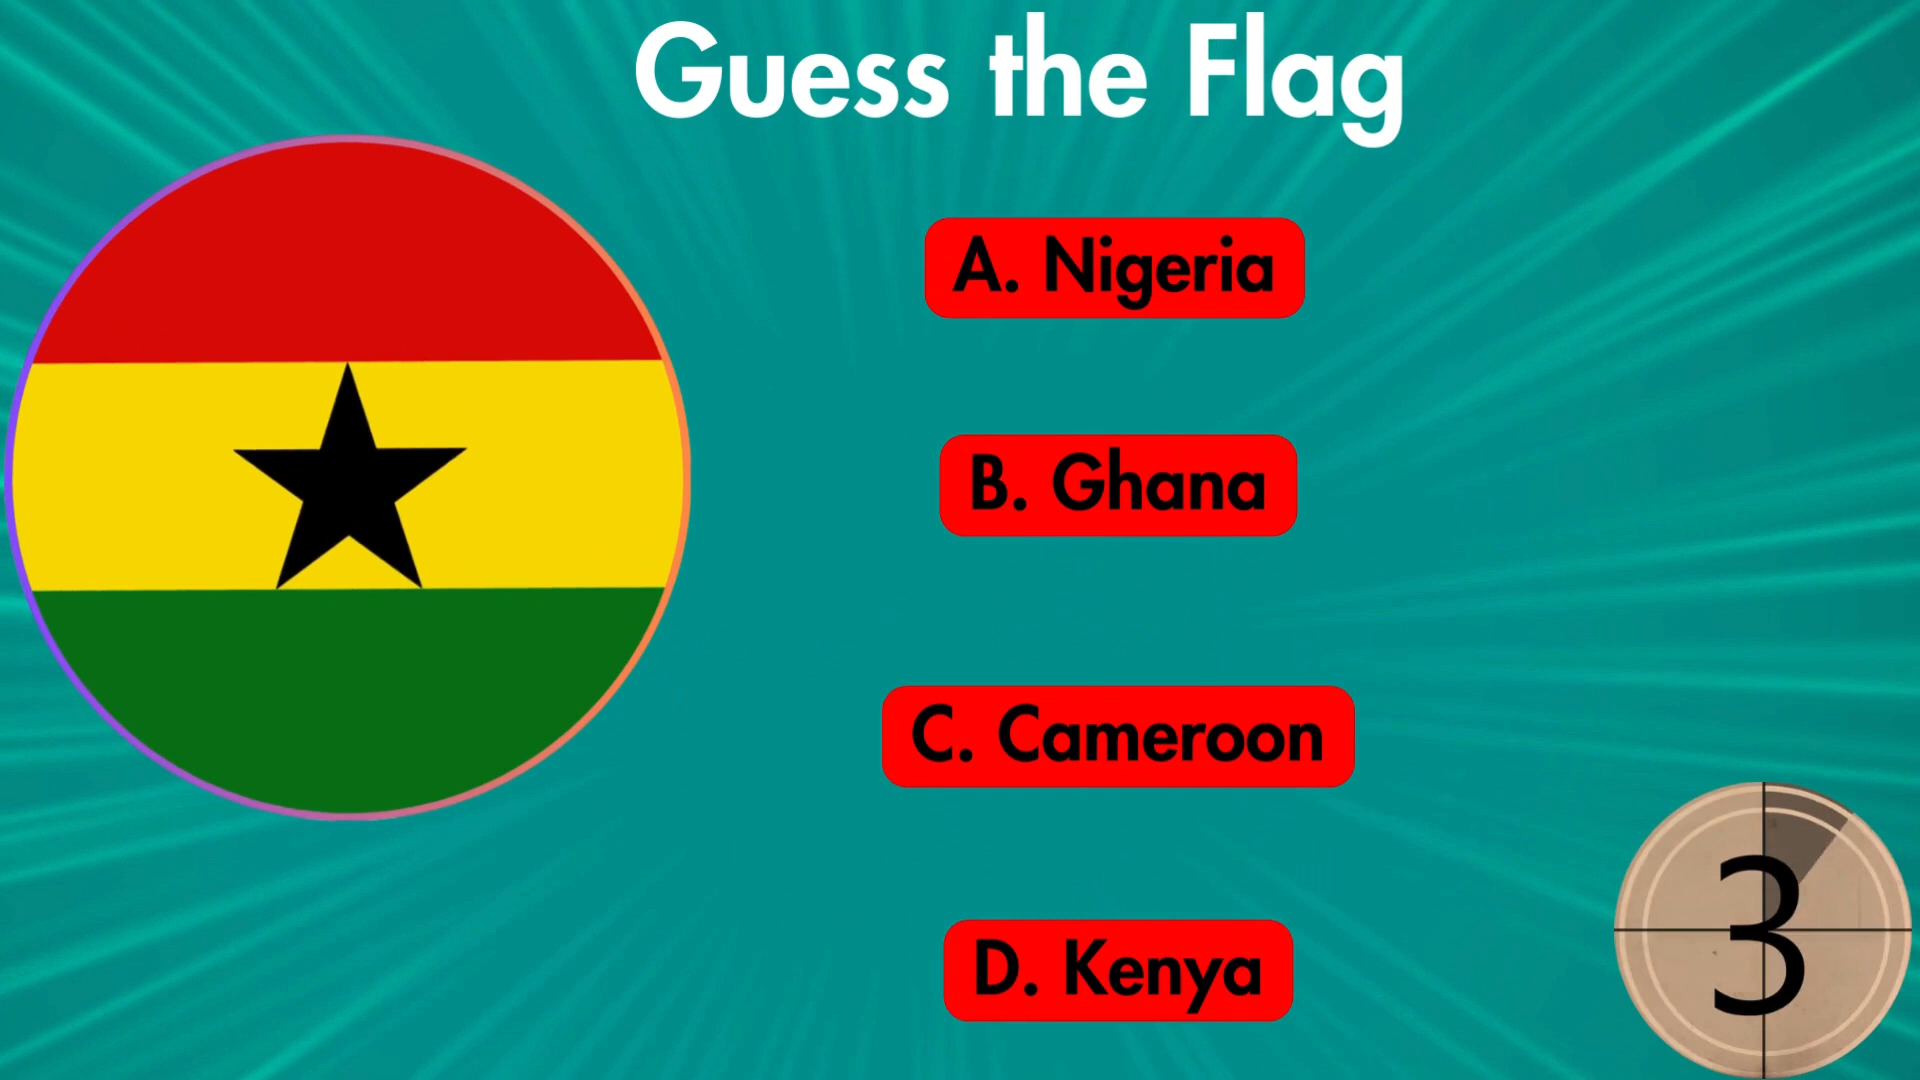 Guess the Flag
A. Nigeria
B. Ghana
C. Cameroon
D. Kenya
3